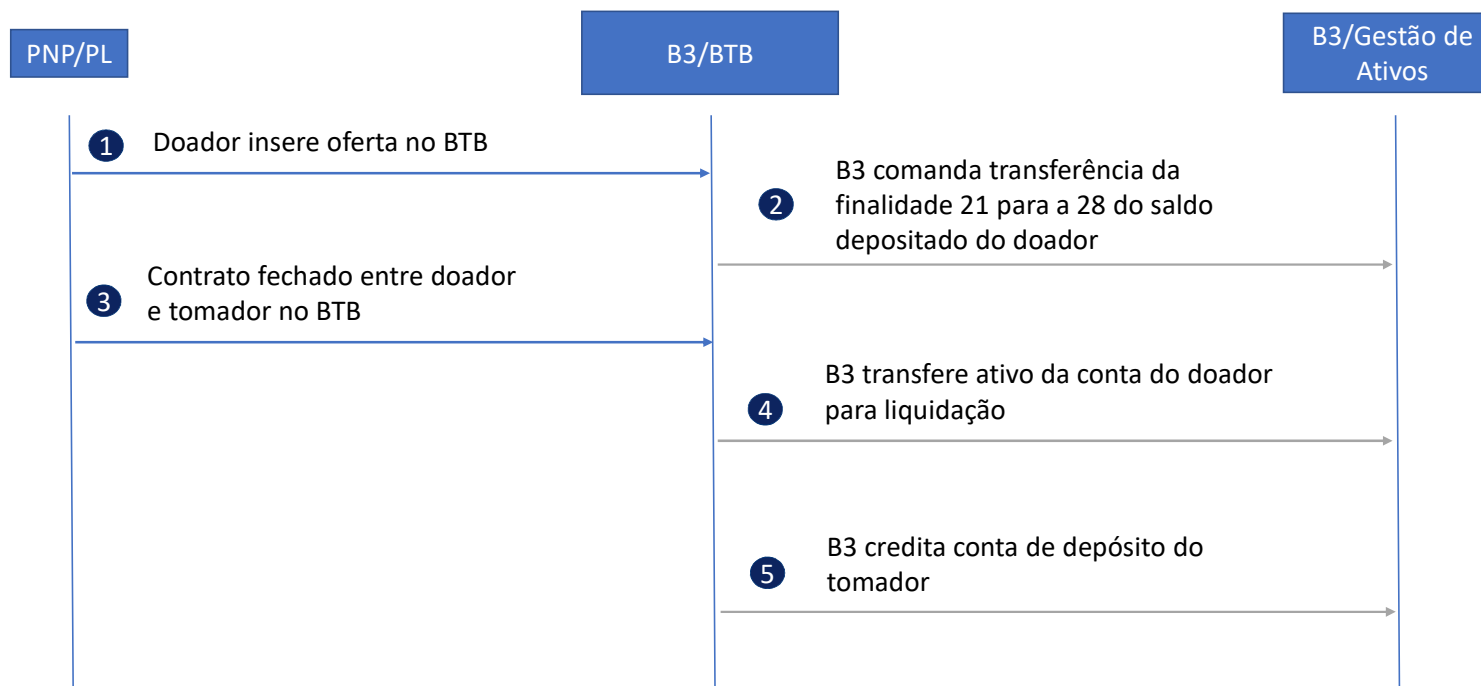 PNP/PL
B3/BTB
B3/Gestão de
Ativos
1
Doador insere oferta no BTB
2
B3 comanda transferência da
finalidade 21 para a 28 do saldo
depositado do doador
3
Contrato fechado entre doador
e tomador no BTB
4
B3 transfere ativo da conta do doador
para liquidação
5
B3 credita conta de depósito do
tomador